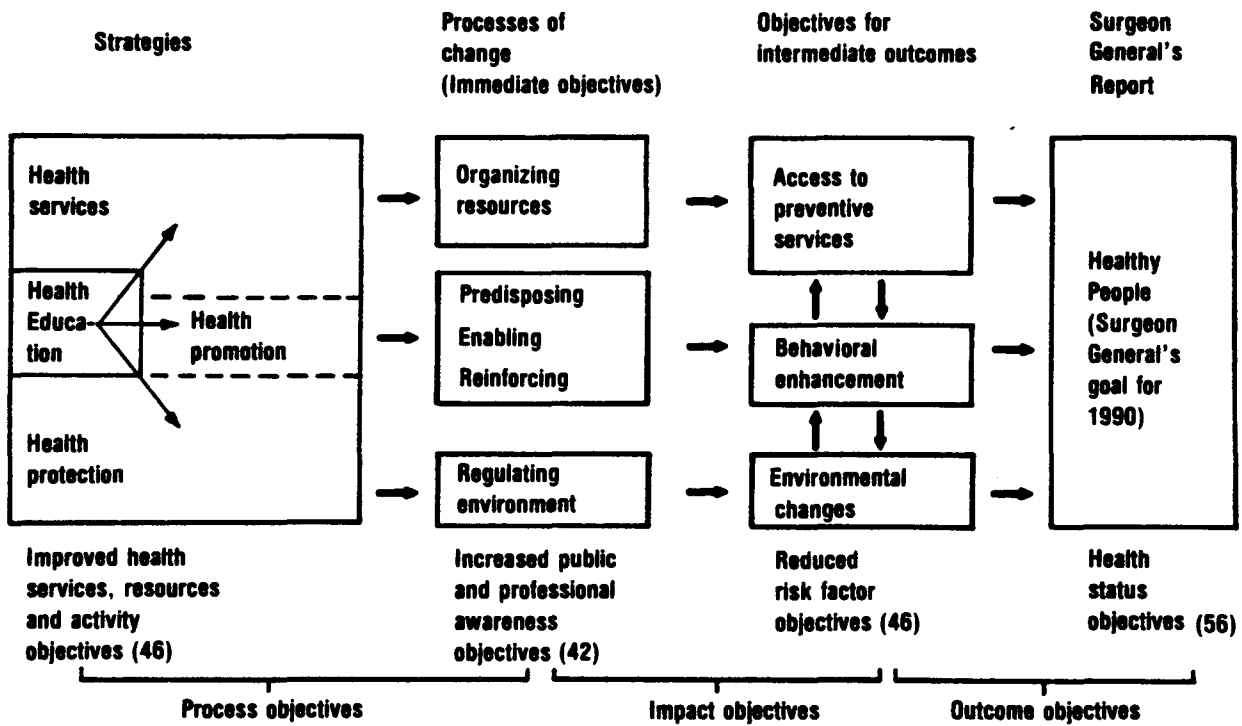 Strategies
Processes of
change
(Immediate objectives)
Objectives for
intermediate outcomes
Surgeon
General's
Report
Health
services
Health
Educa-
tion
Health
promotion
Health
protection
Organizing
resources
Predisposing
Enabling
Reinforcing
Regulating
environment
Access to
preventive
services
Behavioral
enhancement
Environmental
changes
Healthy
People
(Surgeon
General's
goal for
1990)
Improved health
services, resources
and activity
objectives (46)
Increased public
and professional
awareness
objectives (42)
Reduced
risk factor
objectives (46)
Health
status
objectives (56)
Process objectives
Impact objectives
Outcome objectives